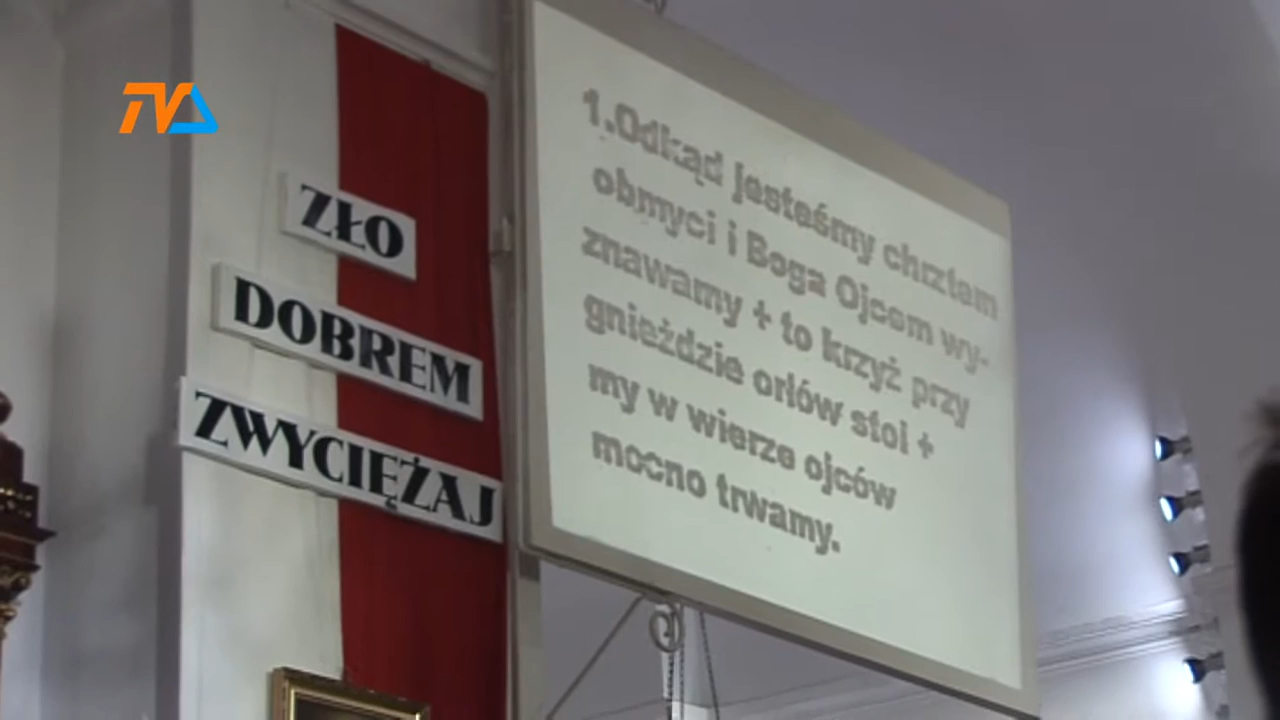 TVS
ZŁO
DOBREM
ZWYCIĘŻAJ
1.Odkąd jesteśmy chrztem
obmyci i Boga Ojcem wy-
znawamy + to krzyż przy
gnieździe orłów stoi +
my w wierze ojców
mocno trwamy.